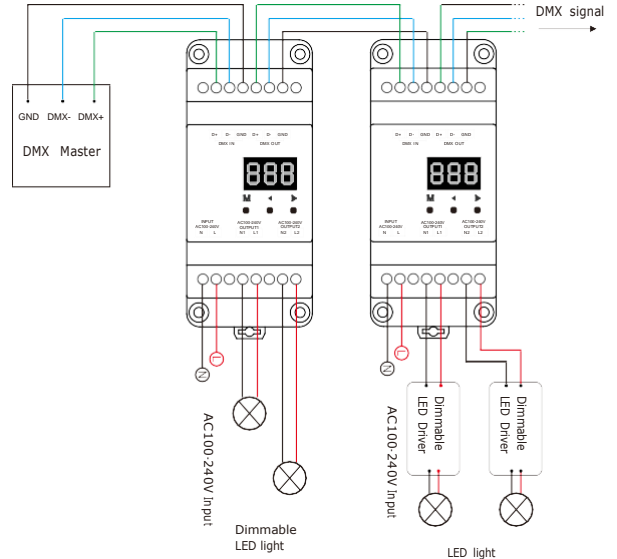 DMX signal
GND DMX- DMX+
DMX Master
D+ D- GND D+ D- GND
DMX IN DMX OUT
888
M
INPUT
AC100-240V
N L
AC100-240V
OUTPUT1
N1 L1
AC100-240V
OUTPUT2
N2 L2
D+ D- GND D+ D- GND
DMX IN DMX OUT
888
M
INPUT
AC100-240V
N L
AC100-240V
OUTPUT1
N1 L1
AC100-240V
OUTPUT2
N2 L2
N
L
AC100-240V Input
Dimmable
LED light
N
L
AC100-240V Input
Dimmable
LED Driver
Dimmable
LED Driver
LED light